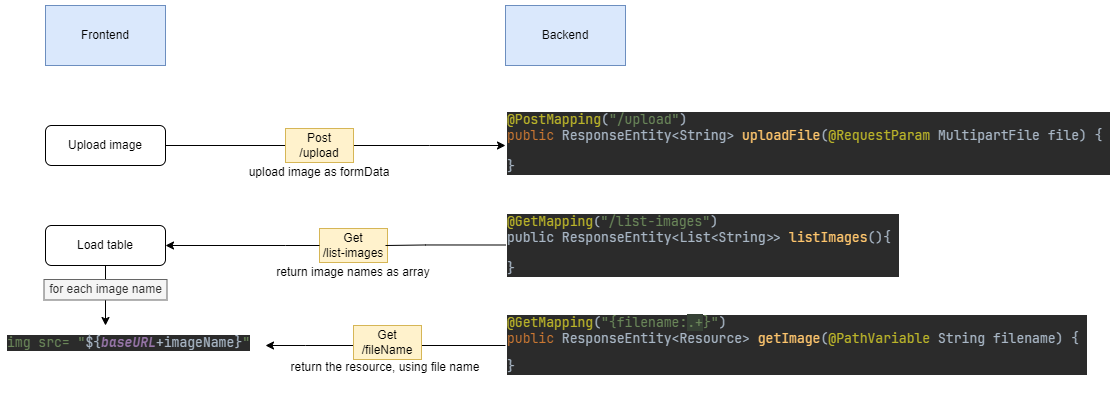 Frontend
Backend
Upload image
Post
/upload
upload image as formData
@PostMapping("/upload")
public ResponseEntity<String> uploadFile(@RequestParam MultipartFile file) {
}
Load table
Get
/list-images
return image names as array
@GetMapping("/list-images")
public ResponseEntity<List<String>> listImages(){
}
for each image name
img src= "${baseURL+imageName}"
Get
/fileName
return the resource, using file name
@GetMapping("{filename:.+}")
public ResponseEntity<Resource> getImage(@PathVariable String filename) {
}